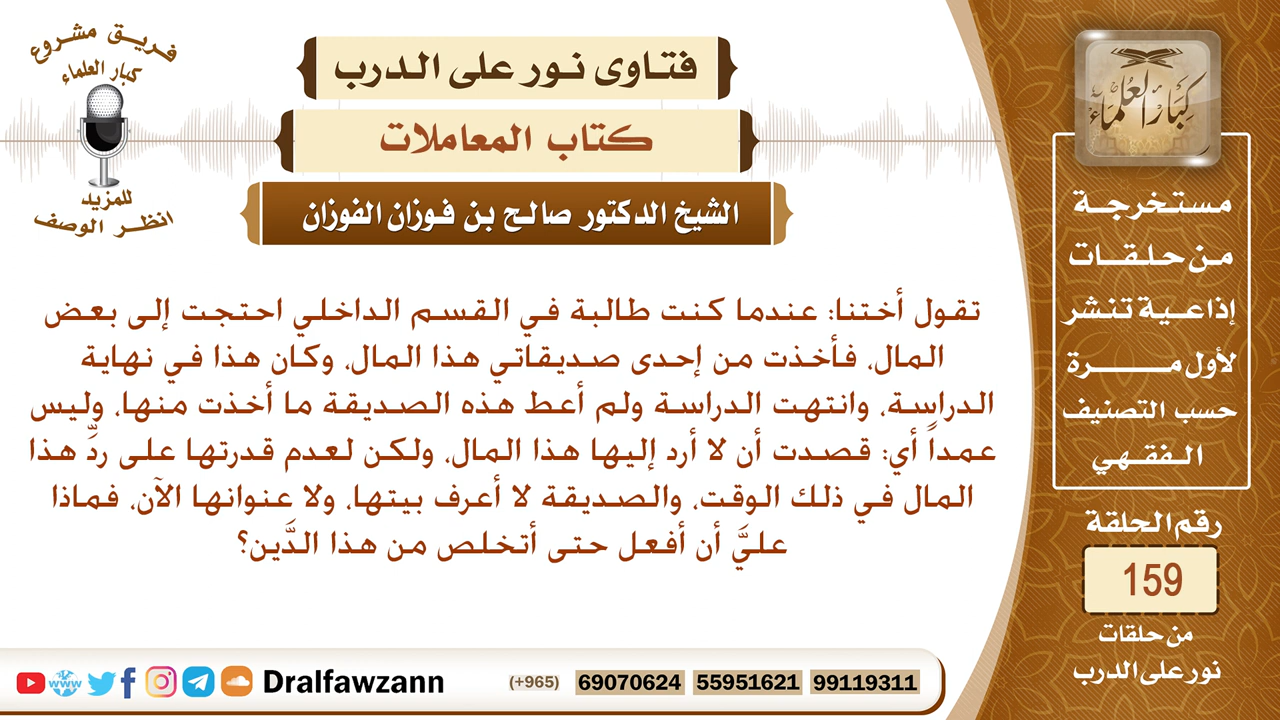 فريق مشروع
كبار العلماء
للمزيد
انظر الوصف
فتاوى نور على الدرب
كتاب المعاملات
الشيخ الدكتور صالح بن فوزان الفوزان
تقول أختنا: عندما كنت طالبة في القسم الداخلي احتجت إلى بعض
المال، فأخذت من إحدى صديقاتي هذا المال، وكان هذا في نهاية
الدراسة، وانتهت الدراسة ولم أعط هذه الصديقة ما أخذت منها، وليس
عمداً أي: قصدت أن لا أرد إليها هذا المال، ولكن لعدم قدرتها على ردِّ هذا
المال في ذلك الوقت، والصديقة لا أعرف بيتها، ولا عنوانها الآن، فماذا
عليَّ أن أفعل حتى أتخلص من هذا الدَّين؟
كبار العلماء
مستخرجة
من حلقات
إذاعية تنشر
لأول مرة
حسب التصنيف
الفقهي
رقم الحلقة
159
من حلقات
نور على الدرب
www
Dralfawzann
(+965) 69070624 55951621 99119311